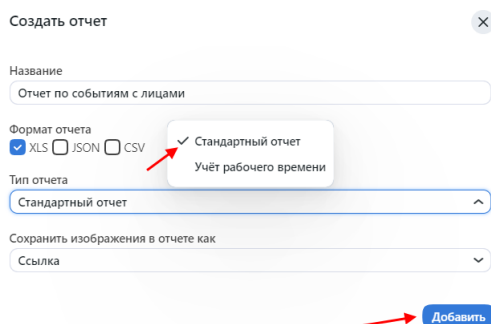 Создать отчет
Название
Отчет по событиям с лицами
Формат отчета
XLS JSON CSV
Стандартный отчет
Учёт рабочего времени
Тип отчета
Стандартный отчет
Сохранить изображения в отчете как
Ссылка
Добавить